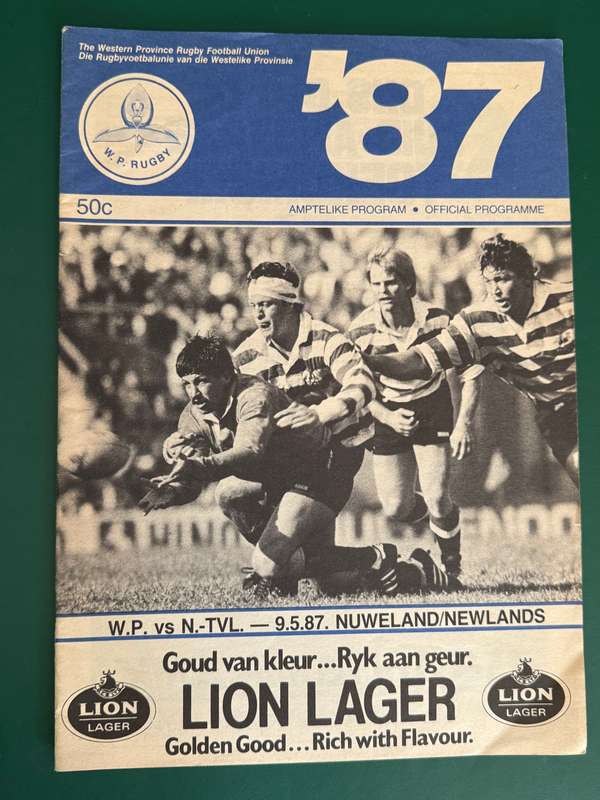 The Western Province Rugby Football Union
Die Rugbyvoetbalunie van die Westelike Provinsie
'87
W.P. RUGBY
50c
AMPTELIKE PROGRAM • OFFICIAL PROGRAMME
W.P. vs N.-TVL. — 9.5.87. NUWELAND/NEWLANDS
Goud van kleur...Ryk aan geur.
LION LAGER
Golden Good...Rich with Flavour.
LION
LAGER
LION
LAGER